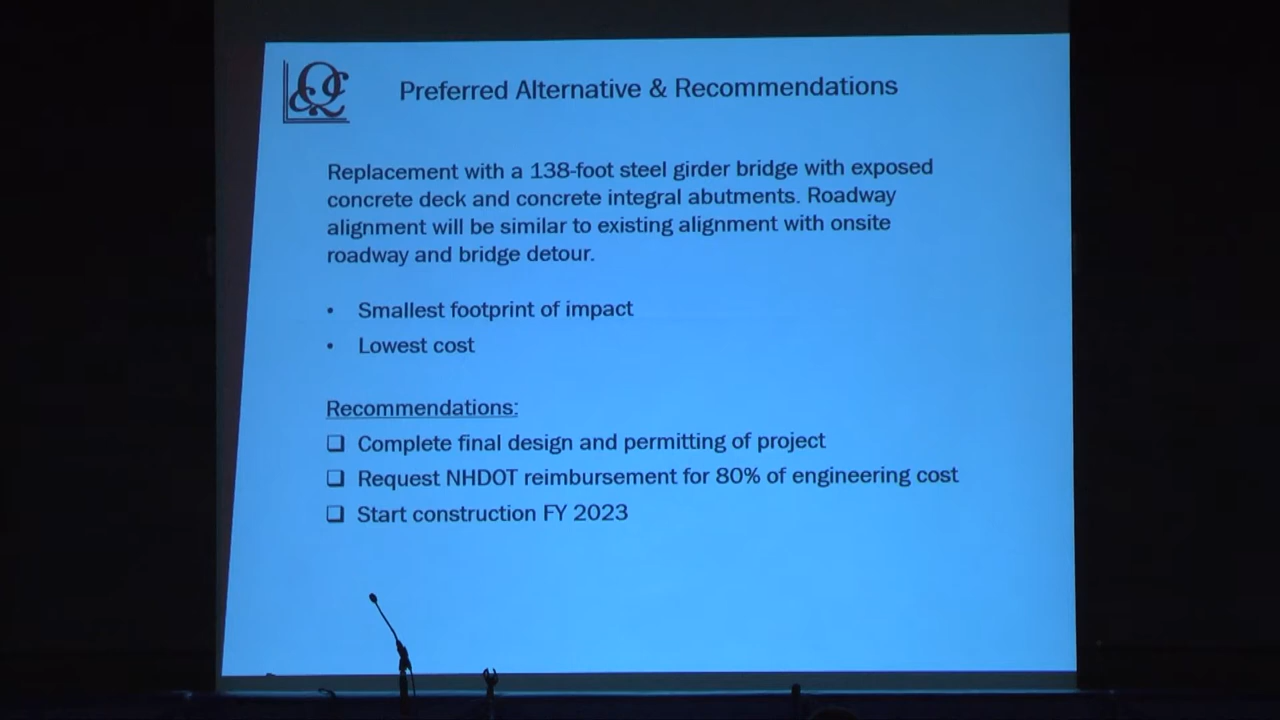 Preferred Alternative & Recommendations
Replacement with a 138-foot steel girder bridge with exposed
concrete deck and concrete integral abutments. Roadway
alignment will be similar to existing alignment with onsite
roadway and bridge detour.
• Smallest footprint of impact
• Lowest cost
Recommendations:
❑ Complete final design and permitting of project
❑ Request NHDOT reimbursement for 80% of engineering cost
❑ Start construction FY 2023